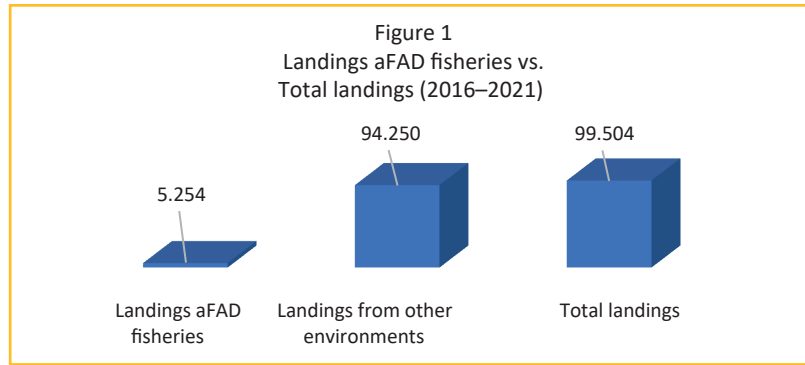 Figure 1
Landings aFAD fisheries vs.
Total landings (2016–2021)
94.250
99.504
5.254
Landings aFAD
fisheries
Landings from other
environments
Total landings